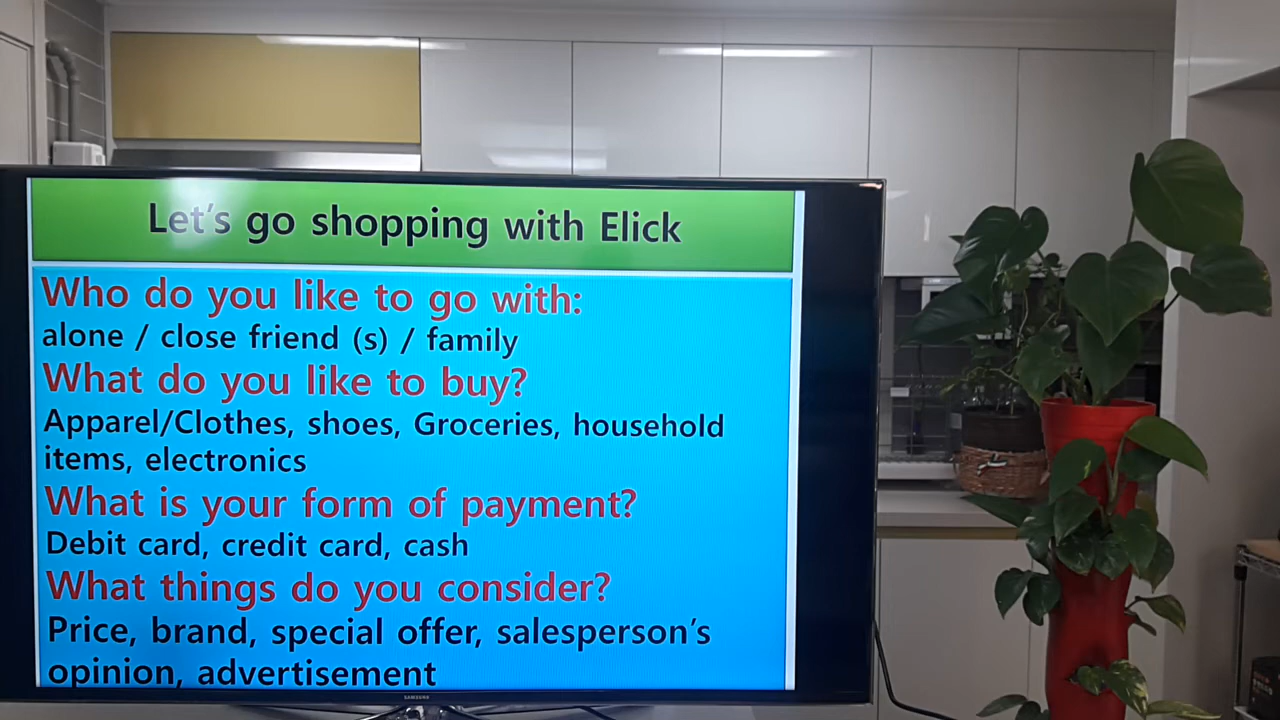 Let's go shopping with Elick
Who do you like to go with:
alone / close friend (s) / family
What do you like to buy?
Apparel/Clothes, shoes, Groceries, household
items, electronics
What is your form of payment?
Debit card, credit card, cash
What things do you consider?
Price, brand, special offer, salesperson's
opinion, advertisement
SAMSUNG